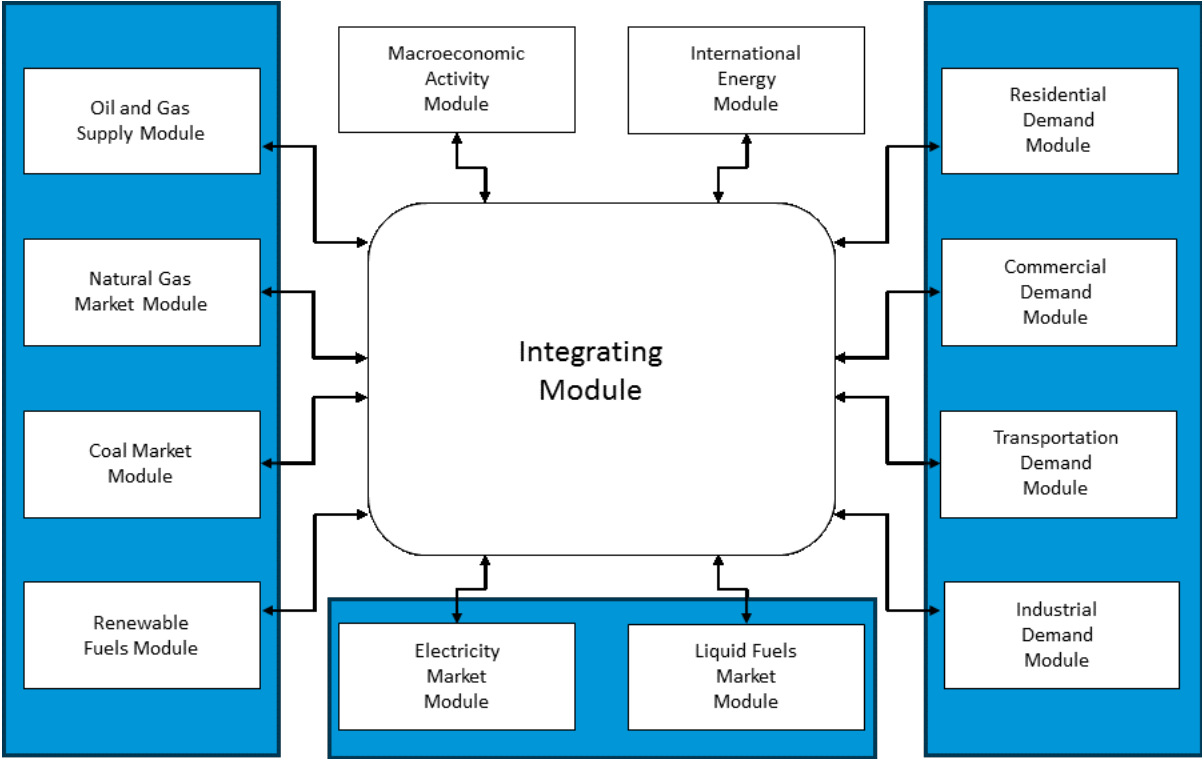 Macroeconomic
Activity
Module
International
Energy
Module
Oil and Gas
Supply Module
Natural Gas
Market Module
Coal Market
Module
Renewable
Fuels Module
Integrating
Module
Residential
Demand
Module
Commercial
Demand
Module
Transportation
Demand
Module
Industrial
Demand
Module
Electricity
Market
Module
Liquid Fuels
Market
Module